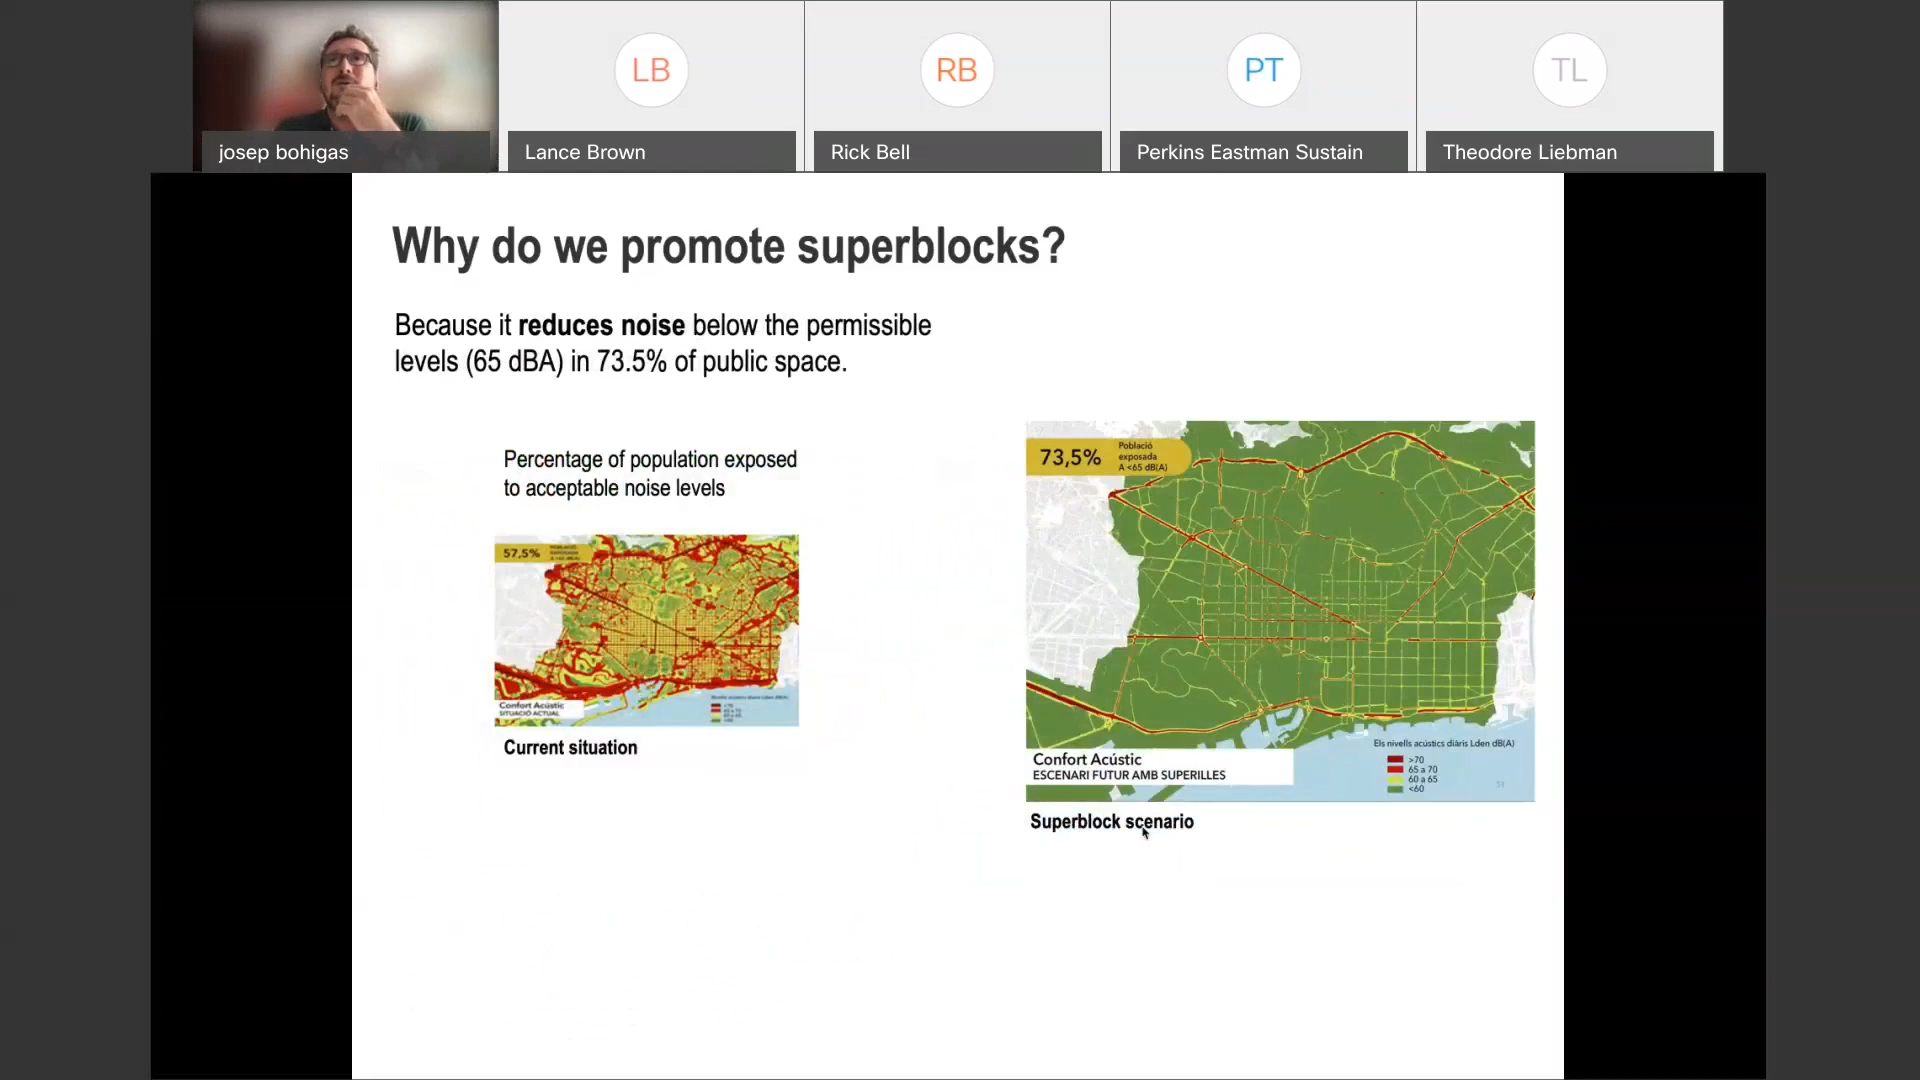 LB
RB
PT
TL
josep bohigas
Lance Brown
Rick Bell
Perkins Eastman Sustain
Theodore Liebman
Why do we promote superblocks?
Because it reduces noise below the permissible
levels (65 dBA) in 73.5% of public space.
Percentage of population exposed
to acceptable noise levels
57,5%
Confort Acústic
SITUACIÓ ACTUAL
Current situation
73,5%
Població
exposada
A <65 dB(A)
Confort Acústic
ESCENARI FUTUR AMB SUPERILLES
Els nivells acústics diaris Lden dB(A)
>70
65 a 70
60 a 65
<60
Superblock scenario